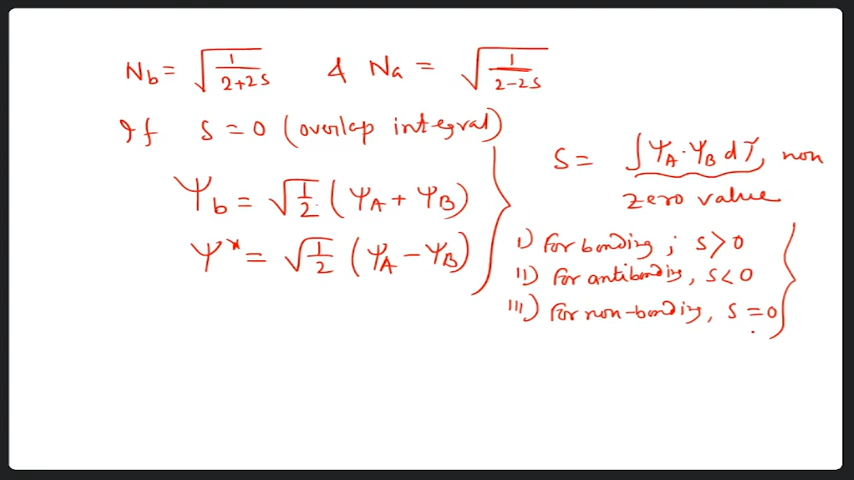 N_b = √(1/(2+2s)) & N_a = √(1/(2-2s))
If S = 0 (overlap integral)
Ψ_b = √(1/2) (Ψ_A + Ψ_B)
Ψ* = √(1/2) (Ψ_A - Ψ_B)
S = ∫Ψ_A·Ψ_B dτ, non
zero value
I) For bonding ; S>0
II) For antibonding, S<0
III) For non-bonding, S=0